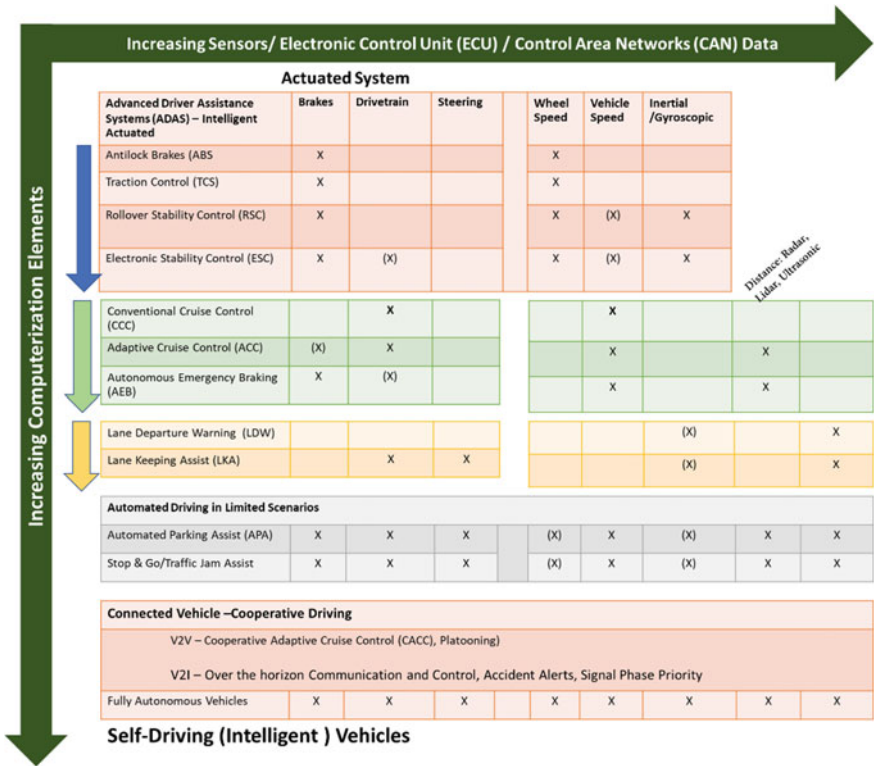 Increasing Sensors/ Electronic Control Unit (ECU) / Control Area Networks (CAN) Data
Increasing Computerization Elements
Actuated System
Advanced Driver Assistance Systems (ADAS) – Intelligent Actuated Brakes Drivetrain Steering Wheel Speed Vehicle Speed Inertial /Gyroscopic
Antilock Brakes (ABS X X
Traction Control (TCS) X X
Rollover Stability Control (RSC) X X (X) X
Electronic Stability Control (ESC) X (X) X (X) X
Distance: Radar,
Lidar, Ultrasonic
Conventional Cruise Control (CCC) X X
Adaptive Cruise Control (ACC) (X) X X X
Autonomous Emergency Braking (AEB) X (X) X X
Lane Departure Warning (LDW) (X) X
Lane Keeping Assist (LKA) X X (X) X
Automated Driving in Limited Scenarios
Automated Parking Assist (APA) X X X (X) X (X) X X
Stop & Go/Traffic Jam Assist X X X (X) X (X) X X
Connected Vehicle –Cooperative Driving
V2V – Cooperative Adaptive Cruise Control (CACC), Platooning)
V2I – Over the horizon Communication and Control, Accident Alerts, Signal Phase Priority
Fully Autonomous Vehicles X X X X X X X X
Self-Driving (Intelligent ) Vehicles